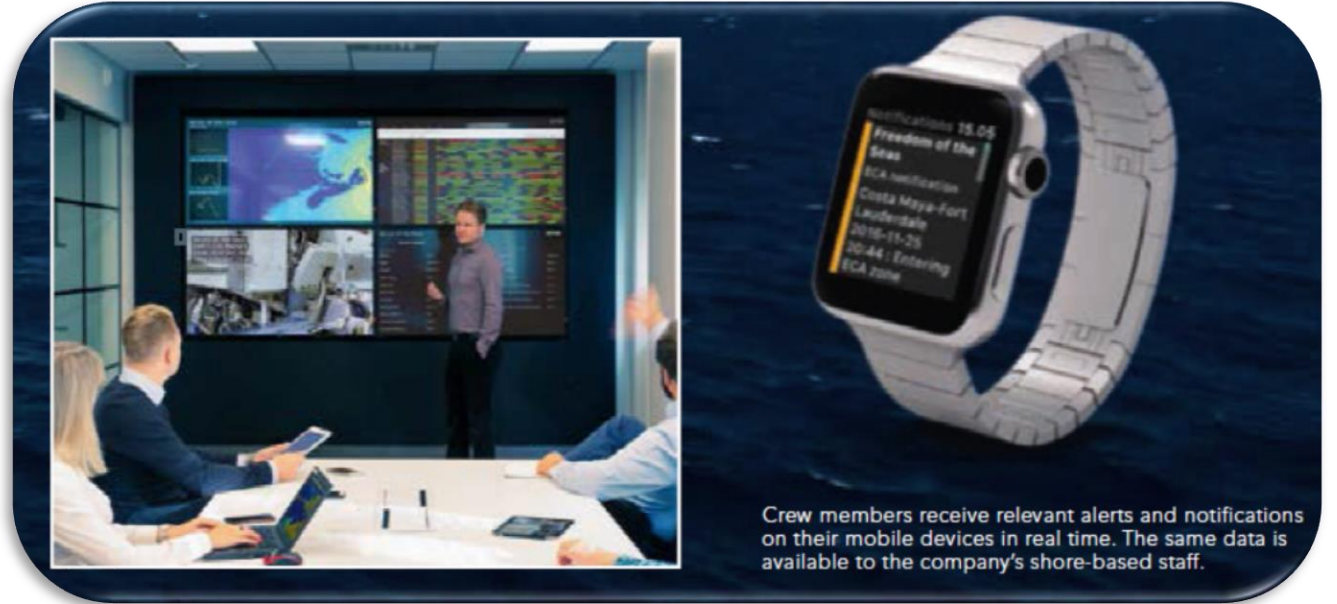 Notifications 15.05
Freedom of the
Seas
ECA notification
Costa Maya-Fort
Lauderdale
2016-11-25
20:44 : Entering
ECA zone
Crew members receive relevant alerts and notifications
on their mobile devices in real time. The same data is
available to the company's shore-based staff.